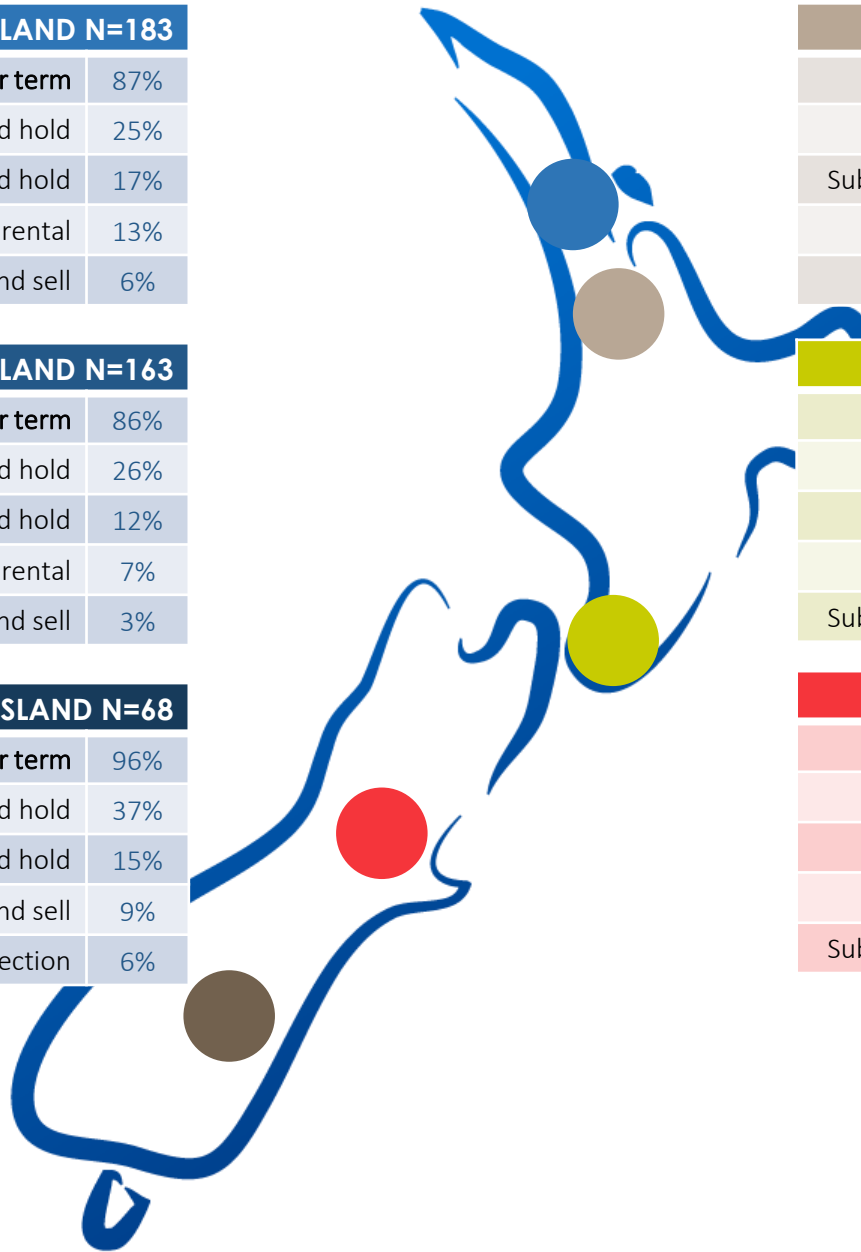 LAND N=183
r term 87%
d hold 25%
d hold 17%
rental 13%
nd sell 6%
LAND N=163
r term 86%
d hold 26%
d hold 12%
rental 7%
nd sell 3%
SLAND N=68
r term 96%
d hold 37%
d hold 15%
nd sell 9%
ection 6%
Sub
Sub
Sub